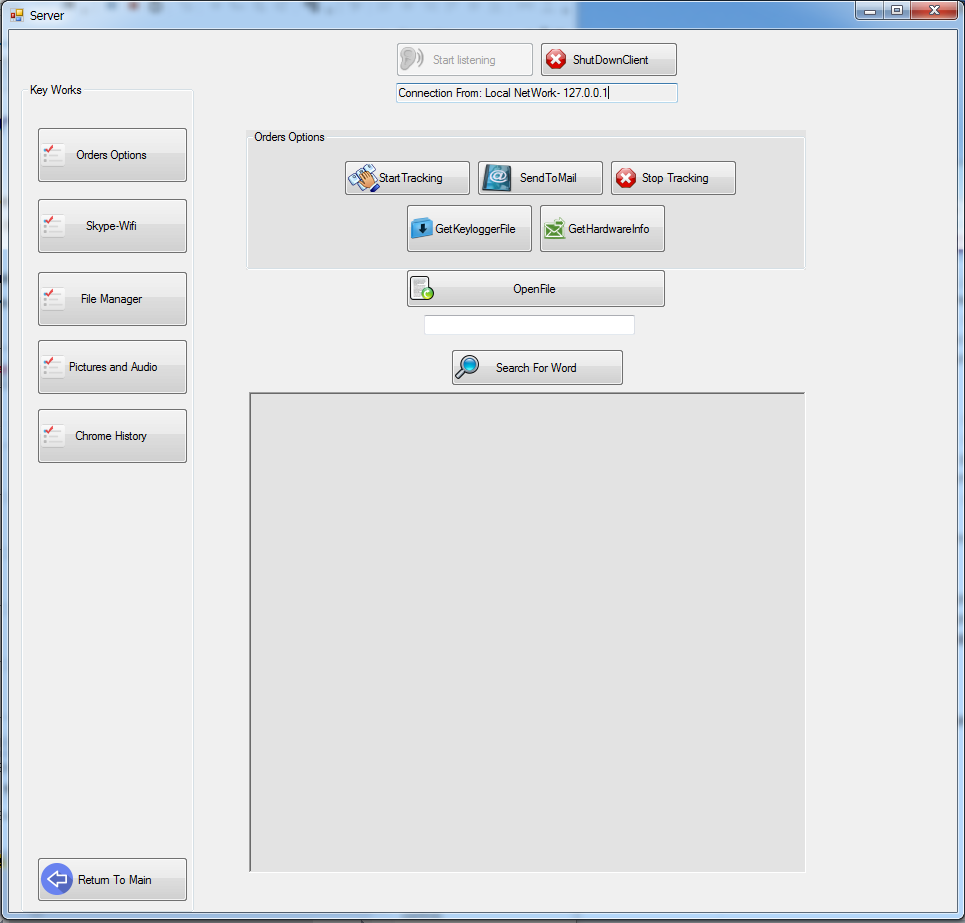 Server
Start listening
ShutDownClient
Connection From: Local NetWork- 127.0.0.1
Key Works
Orders Options
Skype-Wifi
File Manager
Pictures and Audio
Chrome History
Return To Main
Orders Options
StartTracking
SendToMail
Stop Tracking
GetKeyloggerFile
GetHardwareInfo
OpenFile
Search For Word